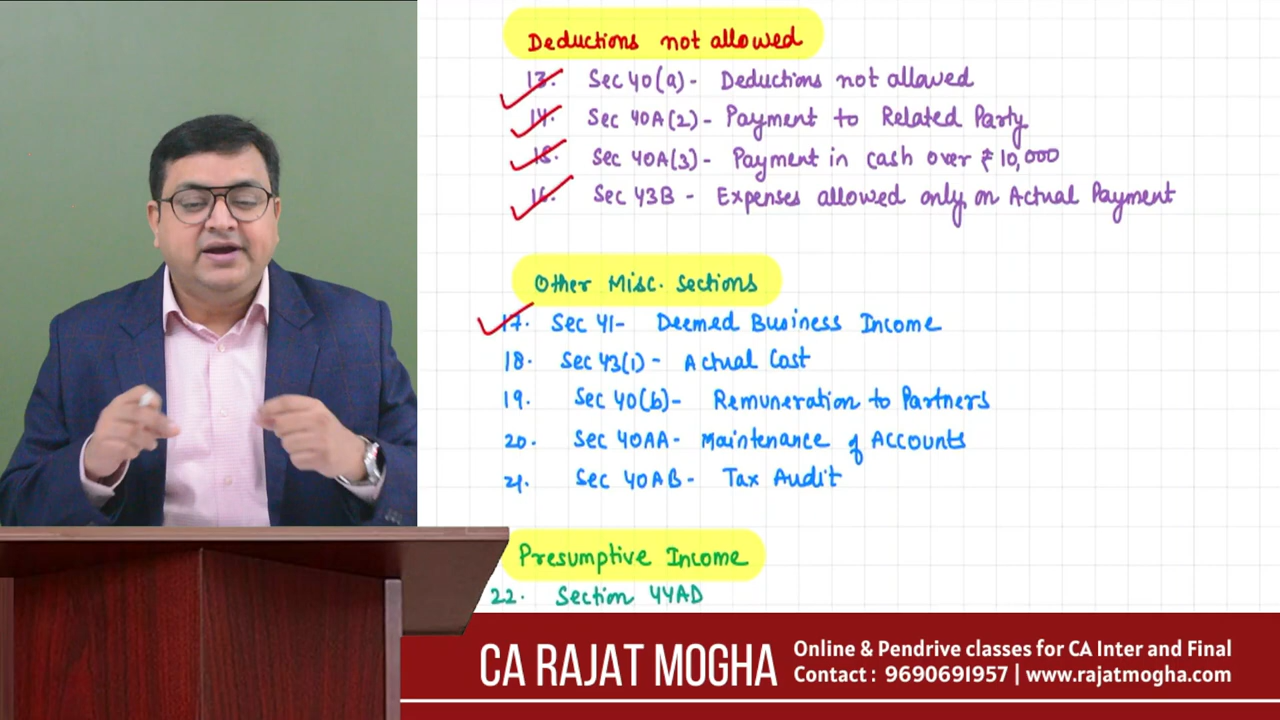 Deductions not allowed
13. Sec 40(a) - Deductions not allowed
14. Sec 40A(2) - Payment to Related Party
15. Sec 40A(3) - Payment in cash over ₹ 10,000
16. Sec 43B - Expenses allowed only on Actual Payment
Other Misc. Sections
17. Sec 41- Deemed Business Income
18. Sec 43(1) - Actual Cost
19. Sec 40(b)- Remuneration to Partners
20. Sec 40AA- Maintenance of Accounts
21. Sec 40AB- Tax Audit
Presumptive Income
22. Section 44AD
CA RAJAT MOGHA
Online & Pendrive classes for CA Inter and Final
Contact : 9690691957 | www.rajatmogha.com